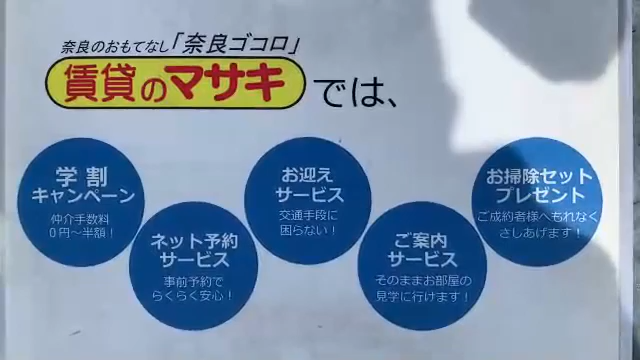 奈良のおもてなし「奈良ゴコロ」
賃貸のマサキ では、
学割
キャンペーン
仲介手数料
0円～半額！
ネット予約
サービス
事前予約で
らくらく安心！
お迎え
サービス
交通手段に
困らない！
ご案内
サービス
そのままお部屋の
見学に行けます！
お掃除セット
プレゼント
ご成約者様へもれなく
さしあげます！